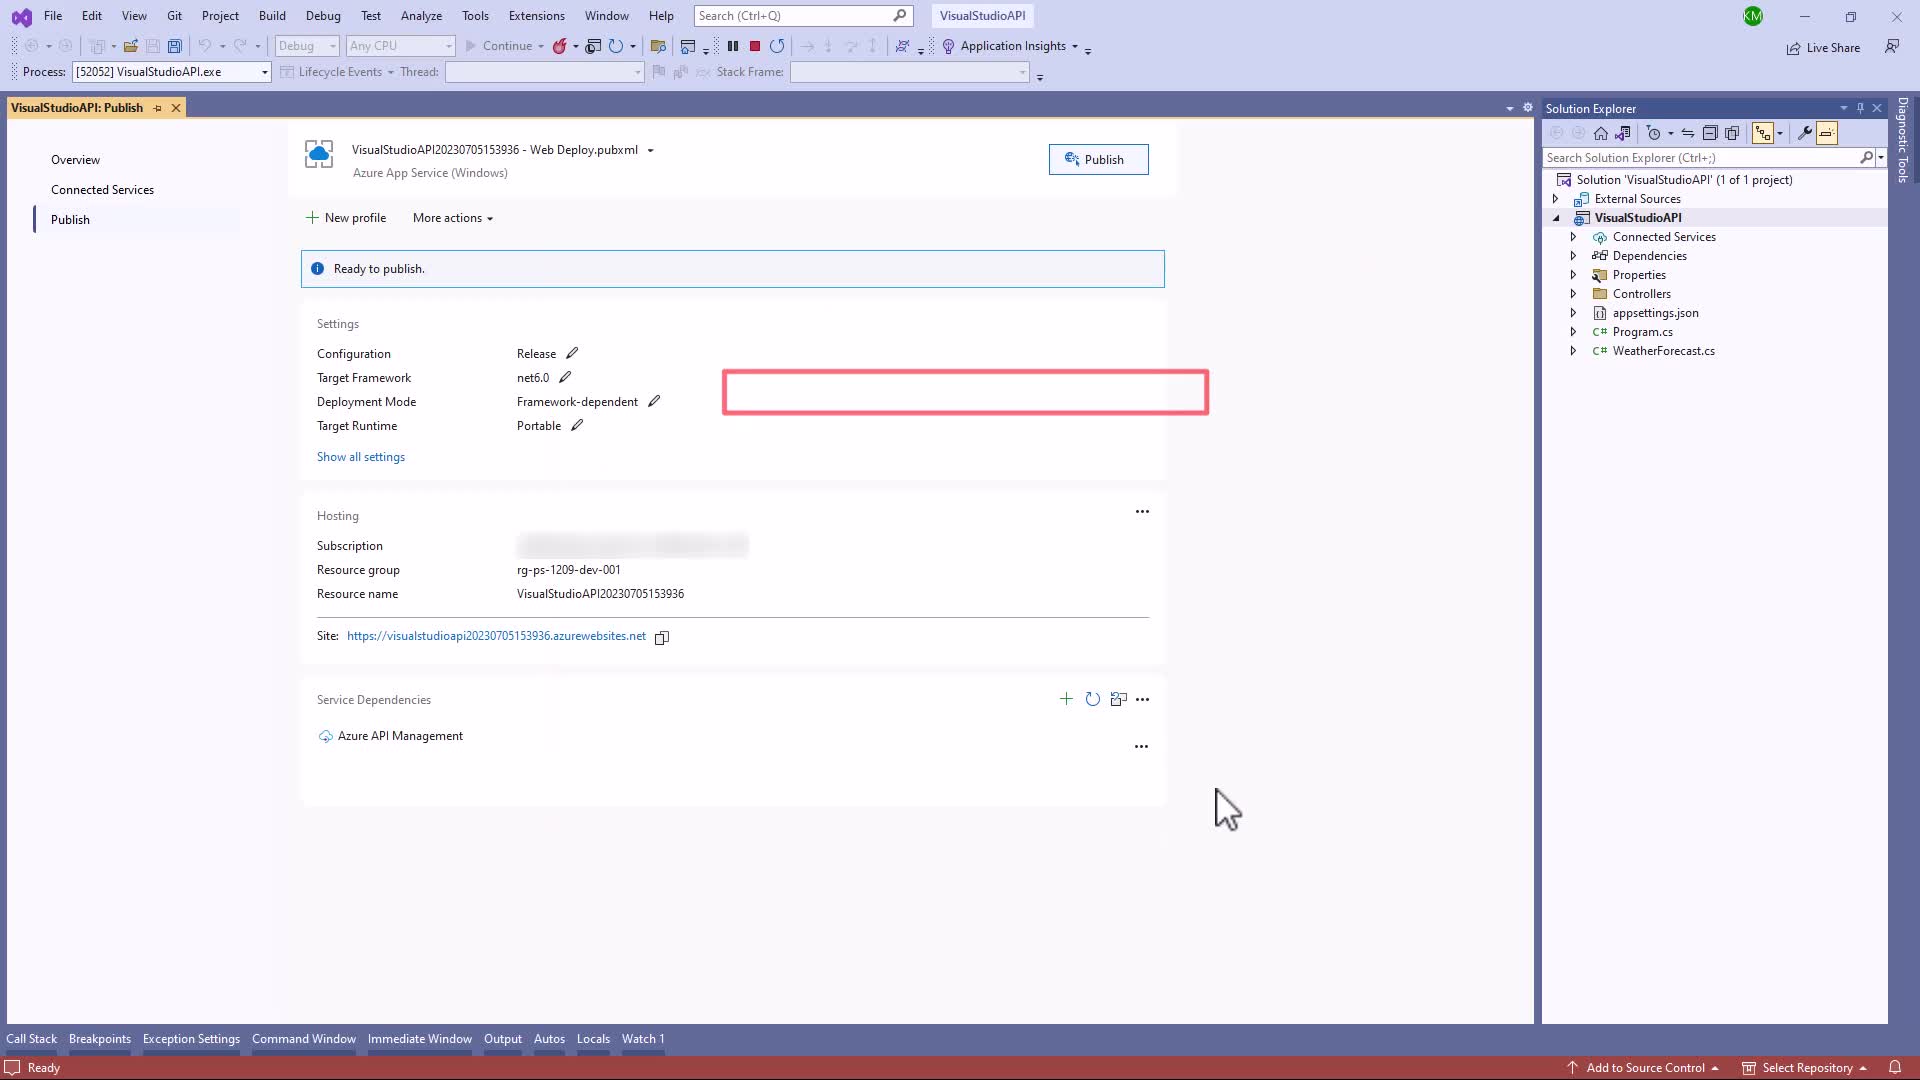 File Edit View Git Project Build Debug Test Analyze Tools Extensions Window Help Search (Ctrl+Q) VisualStudioAPI KM
Debug Any CPU Continue Application Insights Live Share
Process: [52052] VisualStudioAPI.exe Lifecycle Events Thread: Stack Frame:
VisualStudioAPI: Publish
Overview
Connected Services
Publish
VisualStudioAPI20230705153936 - Web Deploy.pubxml
Azure App Service (Windows)
Publish
New profile More actions
Ready to publish.
Settings
Configuration Release
Target Framework net6.0
Deployment Mode Framework-dependent
Target Runtime Portable
Show all settings
Hosting
Subscription
Resource group rg-ps-1209-dev-001
Resource name VisualStudioAPI20230705153936
Site: https://visualstudioapi20230705153936.azurewebsites.net
Service Dependencies
Azure API Management
Solution Explorer
Search Solution Explorer (Ctrl+;)
Solution 'VisualStudioAPI' (1 of 1 project)
External Sources
VisualStudioAPI
Connected Services
Dependencies
Properties
Controllers
appsettings.json
C# Program.cs
C# WeatherForecast.cs
Diagnostic Tools
Call Stack Breakpoints Exception Settings Command Window Immediate Window Output Autos Locals Watch 1
Ready Add to Source Control Select Repository